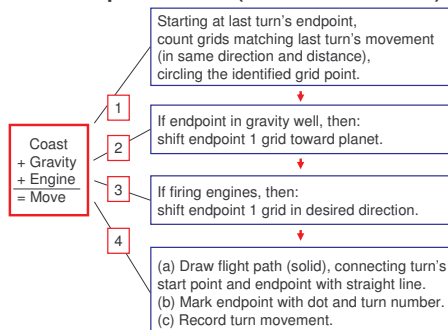 Starting at last turn's endpoint,
count grids matching last turn's movement
(in same direction and distance),
circling the identified grid point.
1
If endpoint in gravity well, then:
shift endpoint 1 grid toward planet.
2
Coast
+ Gravity
+ Engine
= Move
3
If firing engines, then:
shift endpoint 1 grid in desired direction.
4
(a) Draw flight path (solid), connecting turn's
start point and endpoint with straight line.
(b) Mark endpoint with dot and turn number.
(c) Record turn movement.